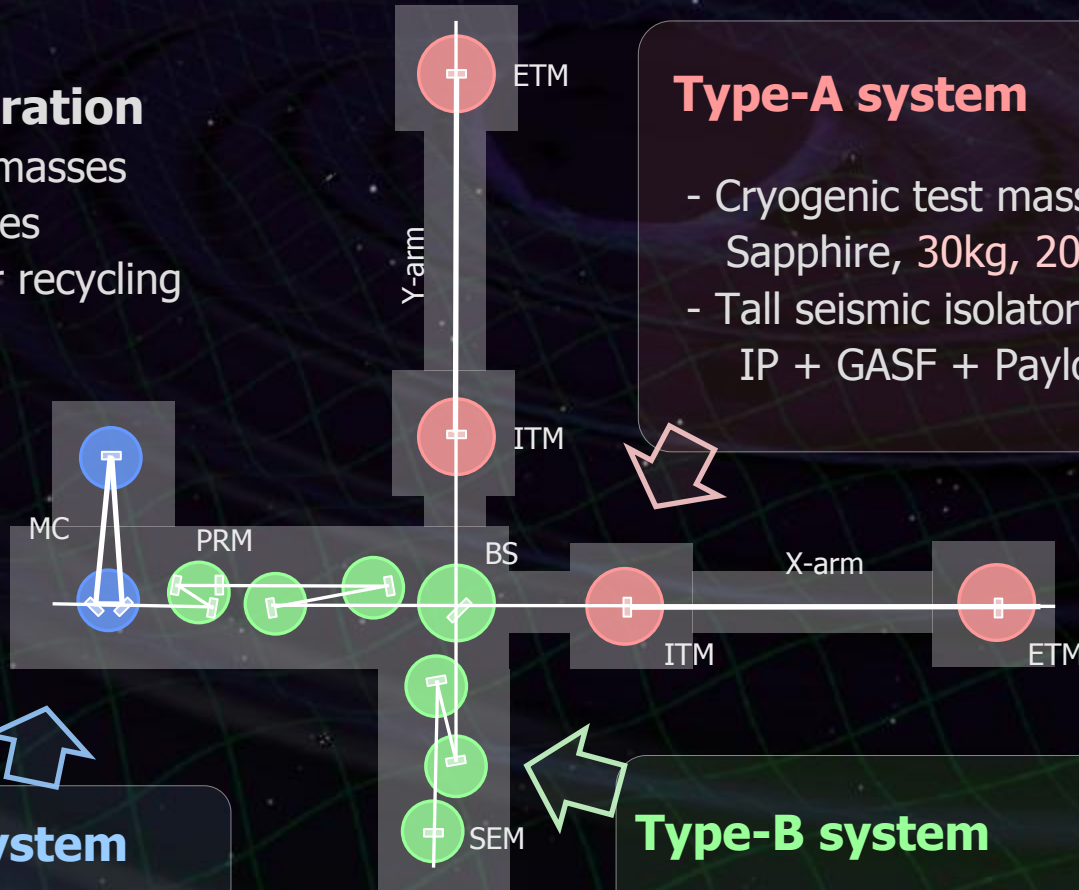 ration
masses
es
r recycling
Type-A system
- Cryogenic test mass
Sapphire, 30kg, 20
- Tall seismic isolator
IP + GASF + Paylo
ETM
Y-arm
ITM
MC
PRM
BS
X-arm
ITM
ETM
SEM
ystem
Type-B system